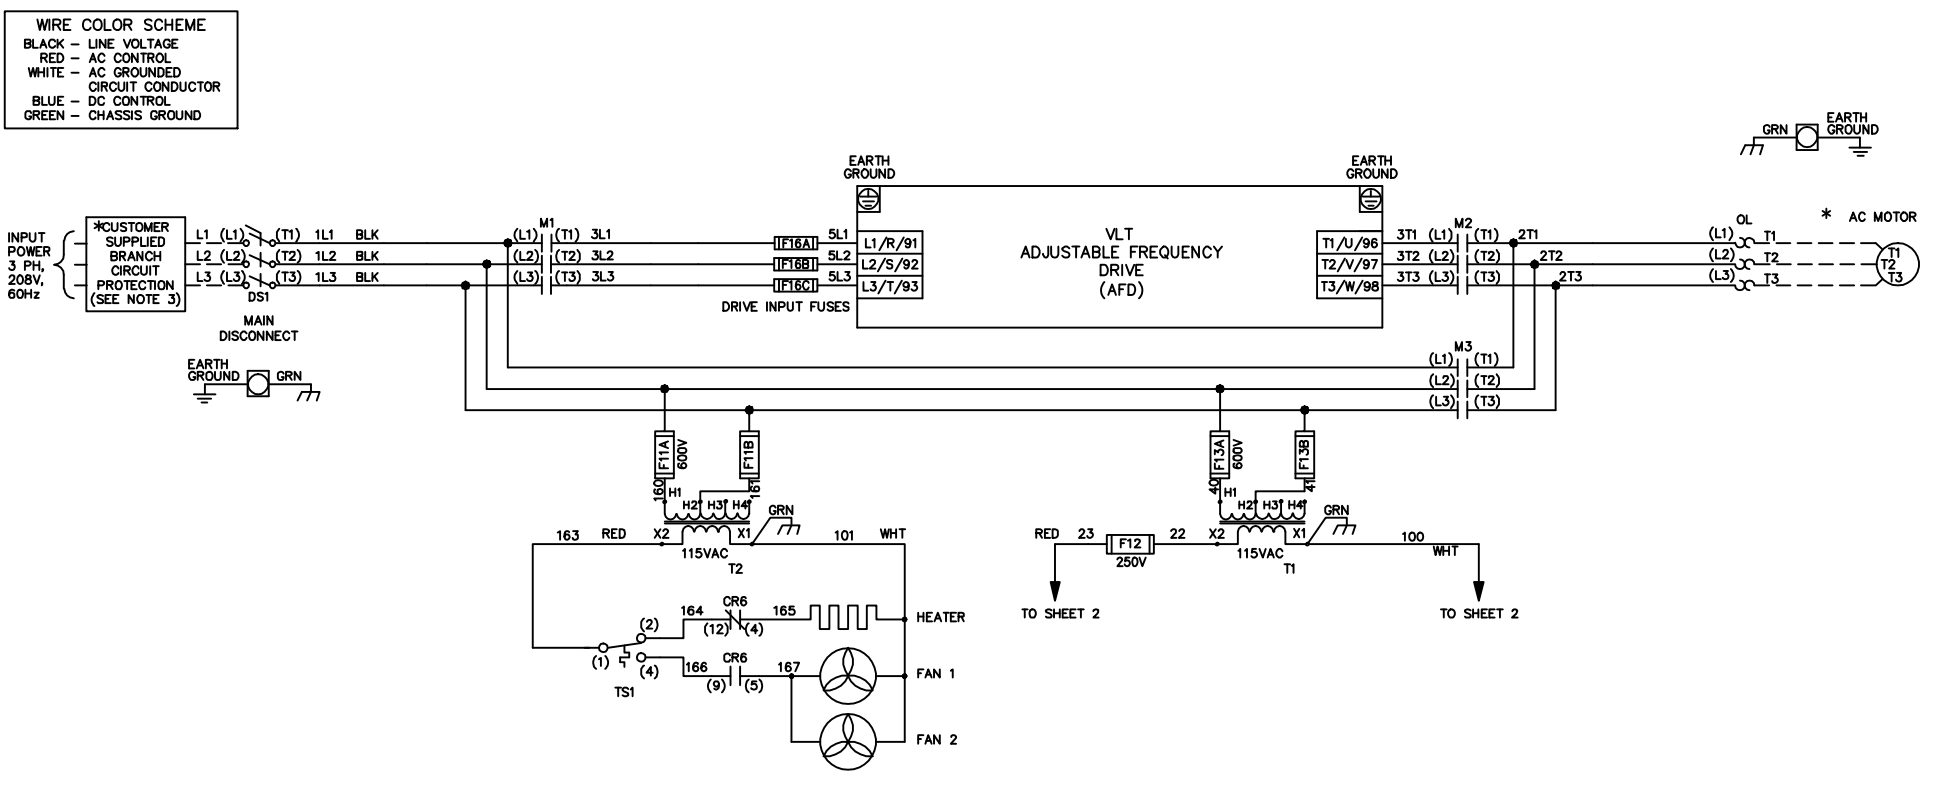 WIRE COLOR SCHEME
BLACK – LINE VOLTAGE
RED – AC CONTROL
WHITE – AC GROUNDED
CIRCUIT CONDUCTOR
BLUE – DC CONTROL
GREEN – CHASSIS GROUND
GRN
EARTH
GROUND
EARTH
GROUND
EARTH
GROUND
INPUT
POWER
3 PH,
208V,
60Hz
*CUSTOMER
SUPPLIED
BRANCH
CIRCUIT
PROTECTION
(SEE NOTE 3)
L1 (L1) (T1) 1L1 BLK
L2 (L2) (T2) 1L2 BLK
L3 (L3) (T3) 1L3 BLK
DS1
MAIN
DISCONNECT
EARTH
GROUND
GRN
M1
(L1) (T1) 3L1
(L2) (T2) 3L2
(L3) (T3) 3L3
F16A 5L1
F16B 5L2
F16C 5L3
DRIVE INPUT FUSES
L1/R/91
L2/S/92
L3/T/93
VLT
ADJUSTABLE FREQUENCY
DRIVE
(AFD)
T1/U/96
T2/V/97
T3/W/98
M2
3T1 (L1) (T1) 2T1
3T2 (L2) (T2) 2T2
3T3 (L3) (T3) 2T3
OL
(L1) T1
(L2) T2
(L3) T3
* AC MOTOR
T1
T2
T3
M3
(L1) (T1)
(L2) (T2)
(L3) (T3)
F11A
600V
F11B
160
161
H1
H2 H3 H4
GRN
163 RED X2 X1 101 WHT
115VAC
T2
F13A
600V
F13B
40
41
H1
H2 H3 H4
GRN
RED 23 F12 22 X2 X1 100 WHT
250V
115VAC
T1
TO SHEET 2
TO SHEET 2
164 CR6 165
(12) (4)
HEATER
(2)
(1)
(4)
TS1
166 CR6 167
(9) (5)
FAN 1
FAN 2